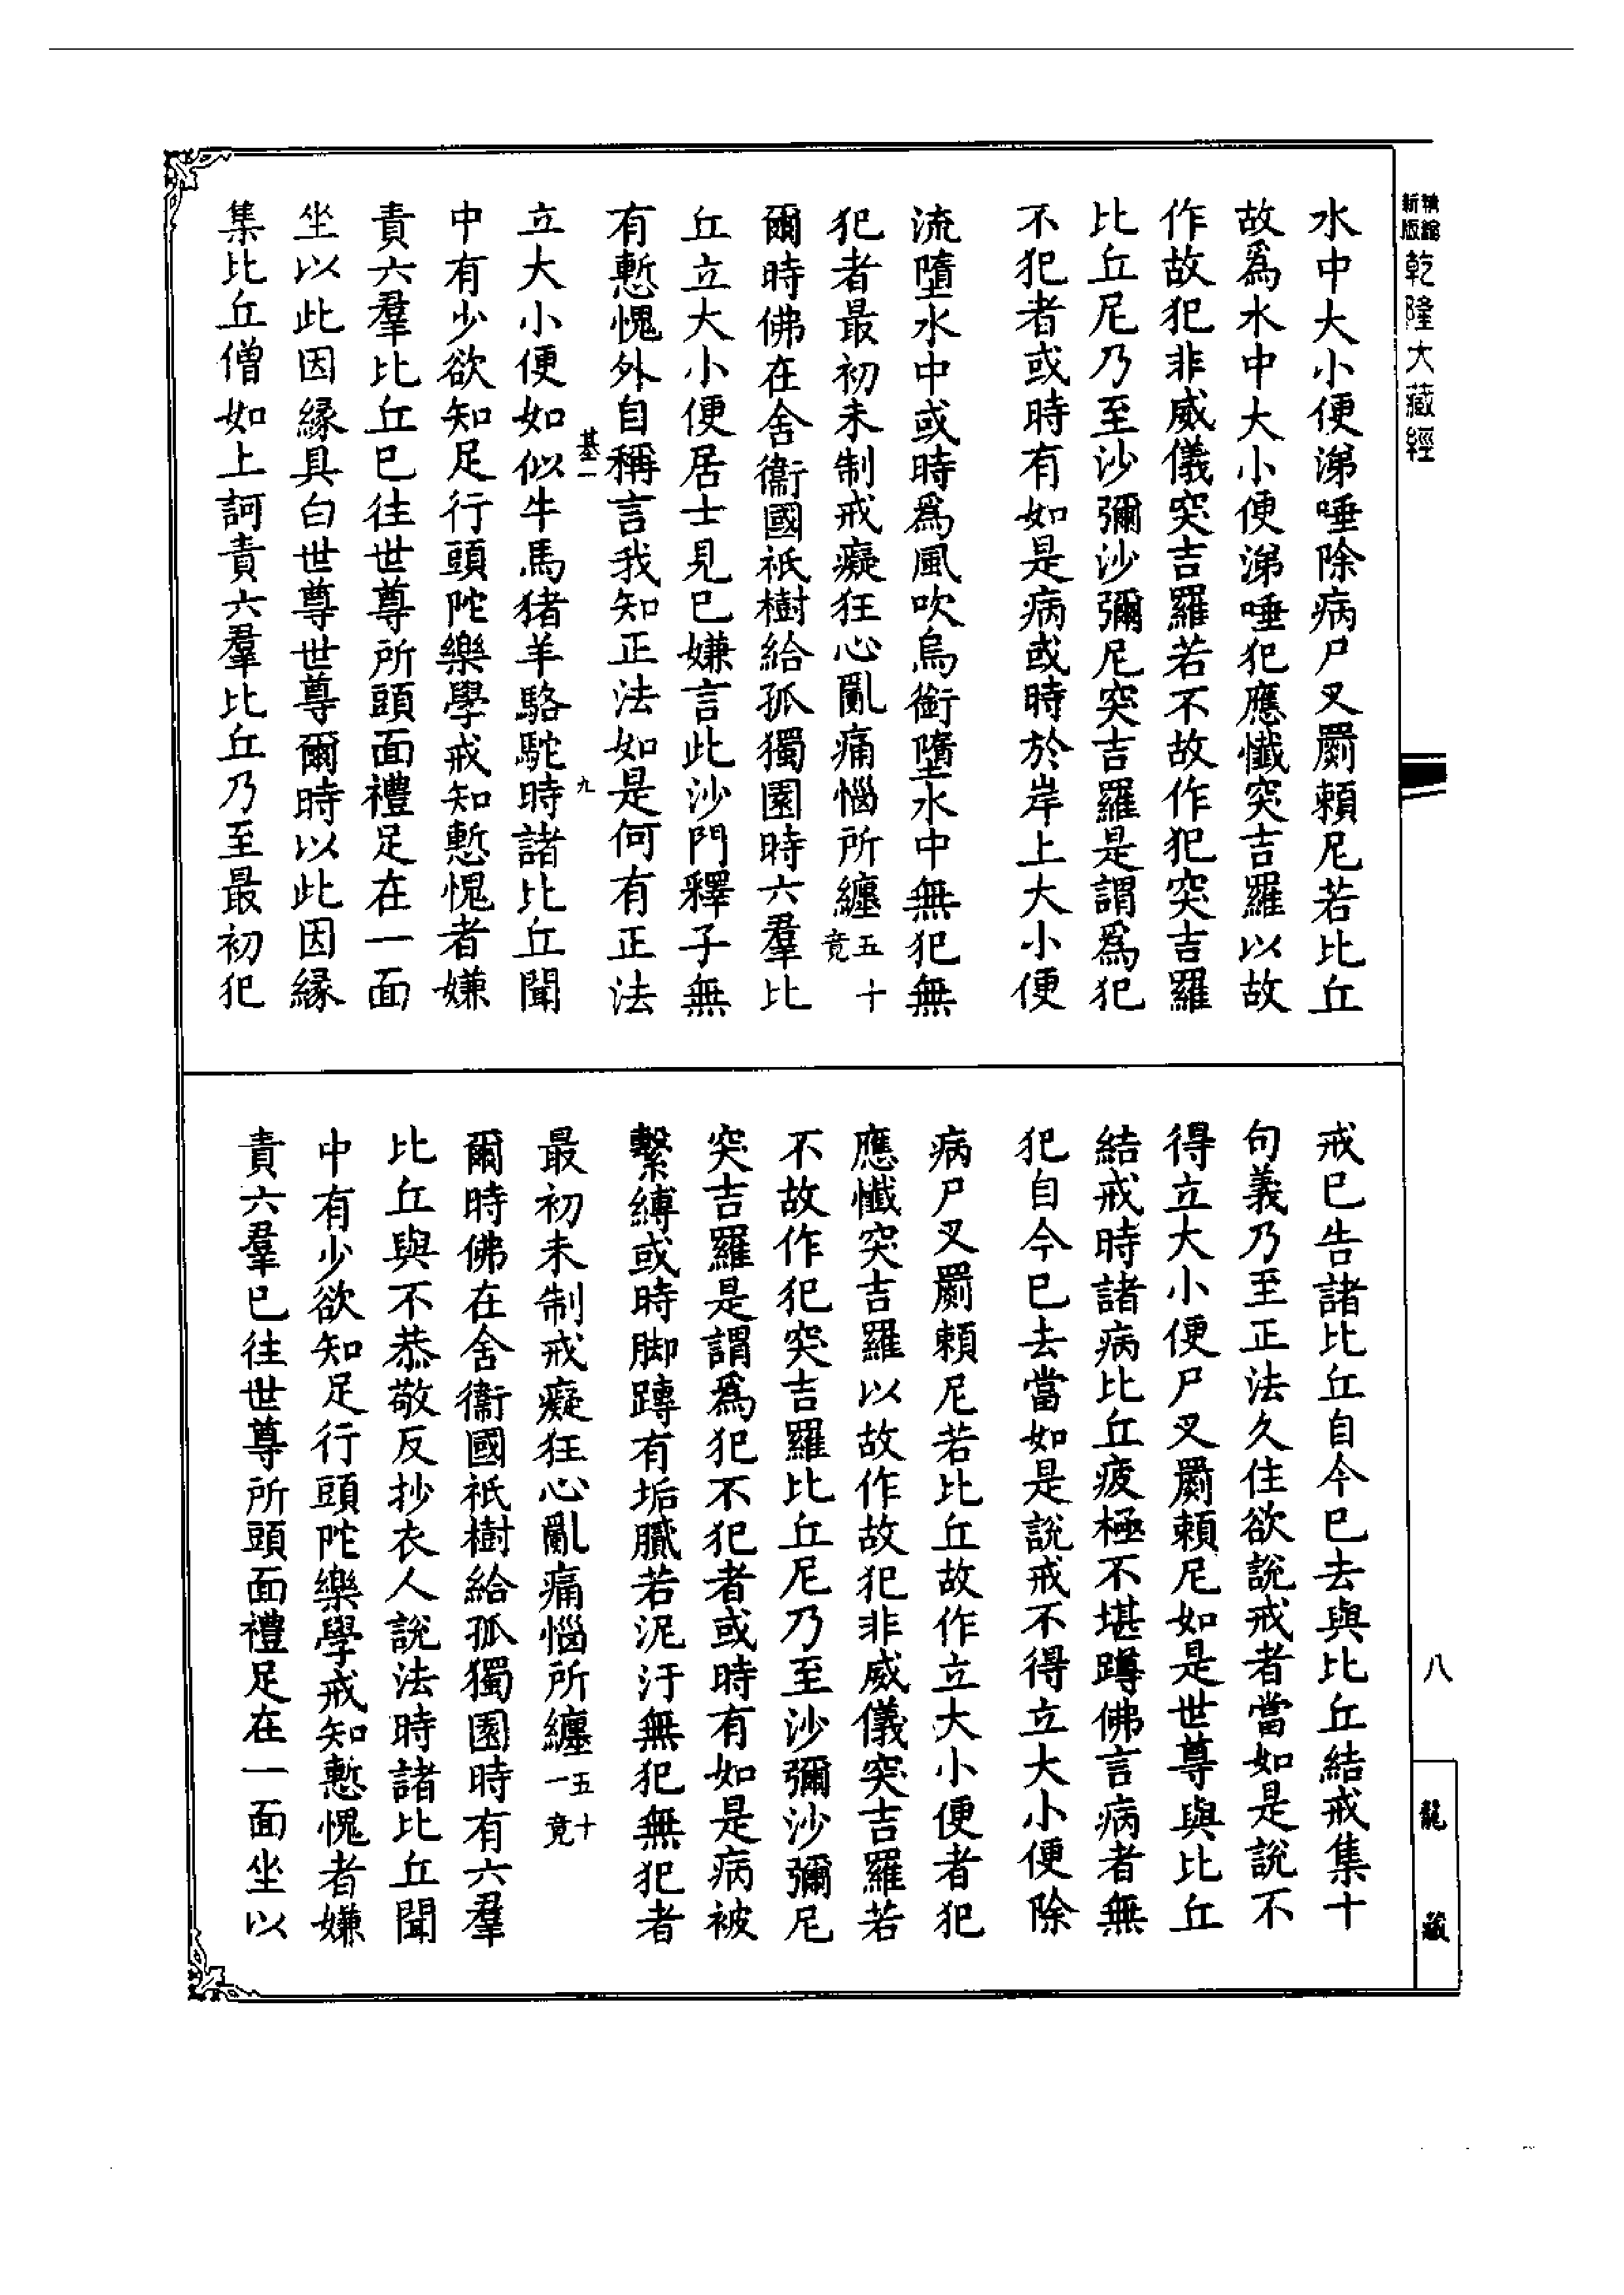 精縮新版乾隆大藏經
水中大小便涕唾除病尸叉罽賴尼若比丘
故爲水中大小便涕唾犯應懺突吉羅以故
作故犯非威儀突吉羅若不故作犯突吉羅
比丘尼乃至沙彌沙彌尼突吉羅是謂爲犯
不犯者或時有如是病或時於岸上大小便
流墮水中或時爲風吹烏銜墮水中無犯無
犯者最初未制戒癡狂心亂痛惱所纏五十竟
爾時佛在舍衞國祇樹給孤獨園時六羣比
丘立大小便居士見已嫌言此沙門釋子無
有慙愧外自稱言我知正法如是何有正法
基一 九
立大小便如似牛馬猪羊駱駝時諸比丘聞
中有少欲知足行頭陀樂學戒知慙愧者嫌
責六羣比丘已往世尊所頭面禮足在一面
坐以此因緣具白世尊世尊爾時以此因緣
集比丘僧如上訶責六羣比丘乃至最初犯
八
龍藏
戒已告諸比丘自今已去與比丘結戒集十
句義乃至正法久住欲說戒者當如是說不
得立大小便尸叉罽賴尼如是世尊與比丘
結戒時諸病比丘疲極不堪蹲佛言病者無
犯自今已去當如是說戒不得立大小便除
病尸叉罽賴尼若比丘故作立大小便者犯
應懺突吉羅以故作故犯非威儀突吉羅若
不故作犯突吉羅比丘尼乃至沙彌沙彌尼
突吉羅是謂爲犯不犯者或時有如是病被
繫縛或時脚蹲有垢膩若泥汙無犯無犯者
最初未制戒癡狂心亂痛惱所纏五十一竟
爾時佛在舍衞國祇樹給孤獨園時有六羣
比丘與不恭敬反抄衣人說法時諸比丘聞
中有少欲知足行頭陀樂學戒知慙愧者嫌
責六羣已往世尊所頭面禮足在一面坐以